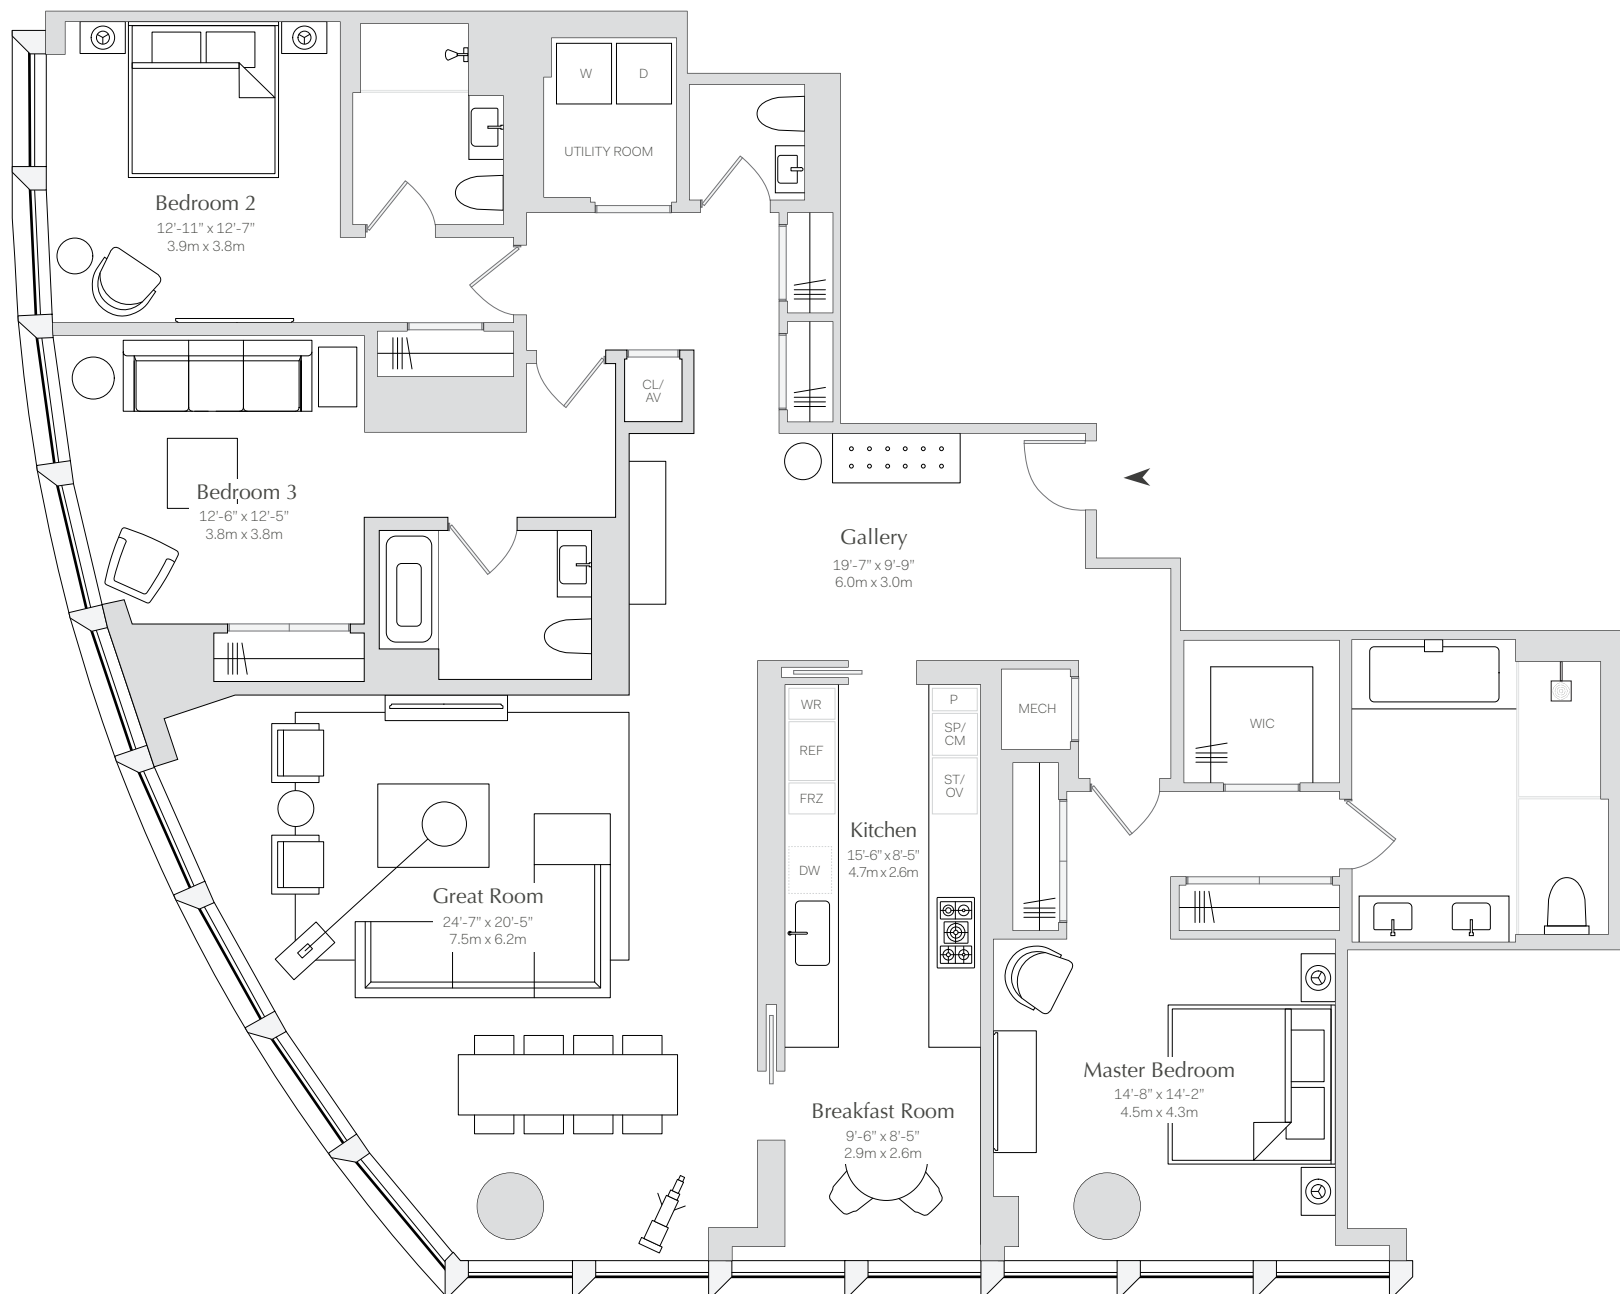 W
D
UTILITY ROOM
Bedroom 2
12'-11" x 12'-7"
3.9m x 3.8m
CL/
AV
Bedroom 3
12'-6" x 12'-5"
3.8m x 3.8m
Gallery
19'-7" x 9'-9"
6.0m x 3.0m
WR
REF
FRZ
DW
P
SP/
CM
ST/
OV
MECH
WIC
Kitchen
15'-6" x 8'-5"
4.7m x 2.6m
Great Room
24'-7" x 20'-5"
7.5m x 6.2m
Master Bedroom
14'-8" x 14'-2"
4.5m x 4.3m
Breakfast Room
9'-6" x 8'-5"
2.9m x 2.6m